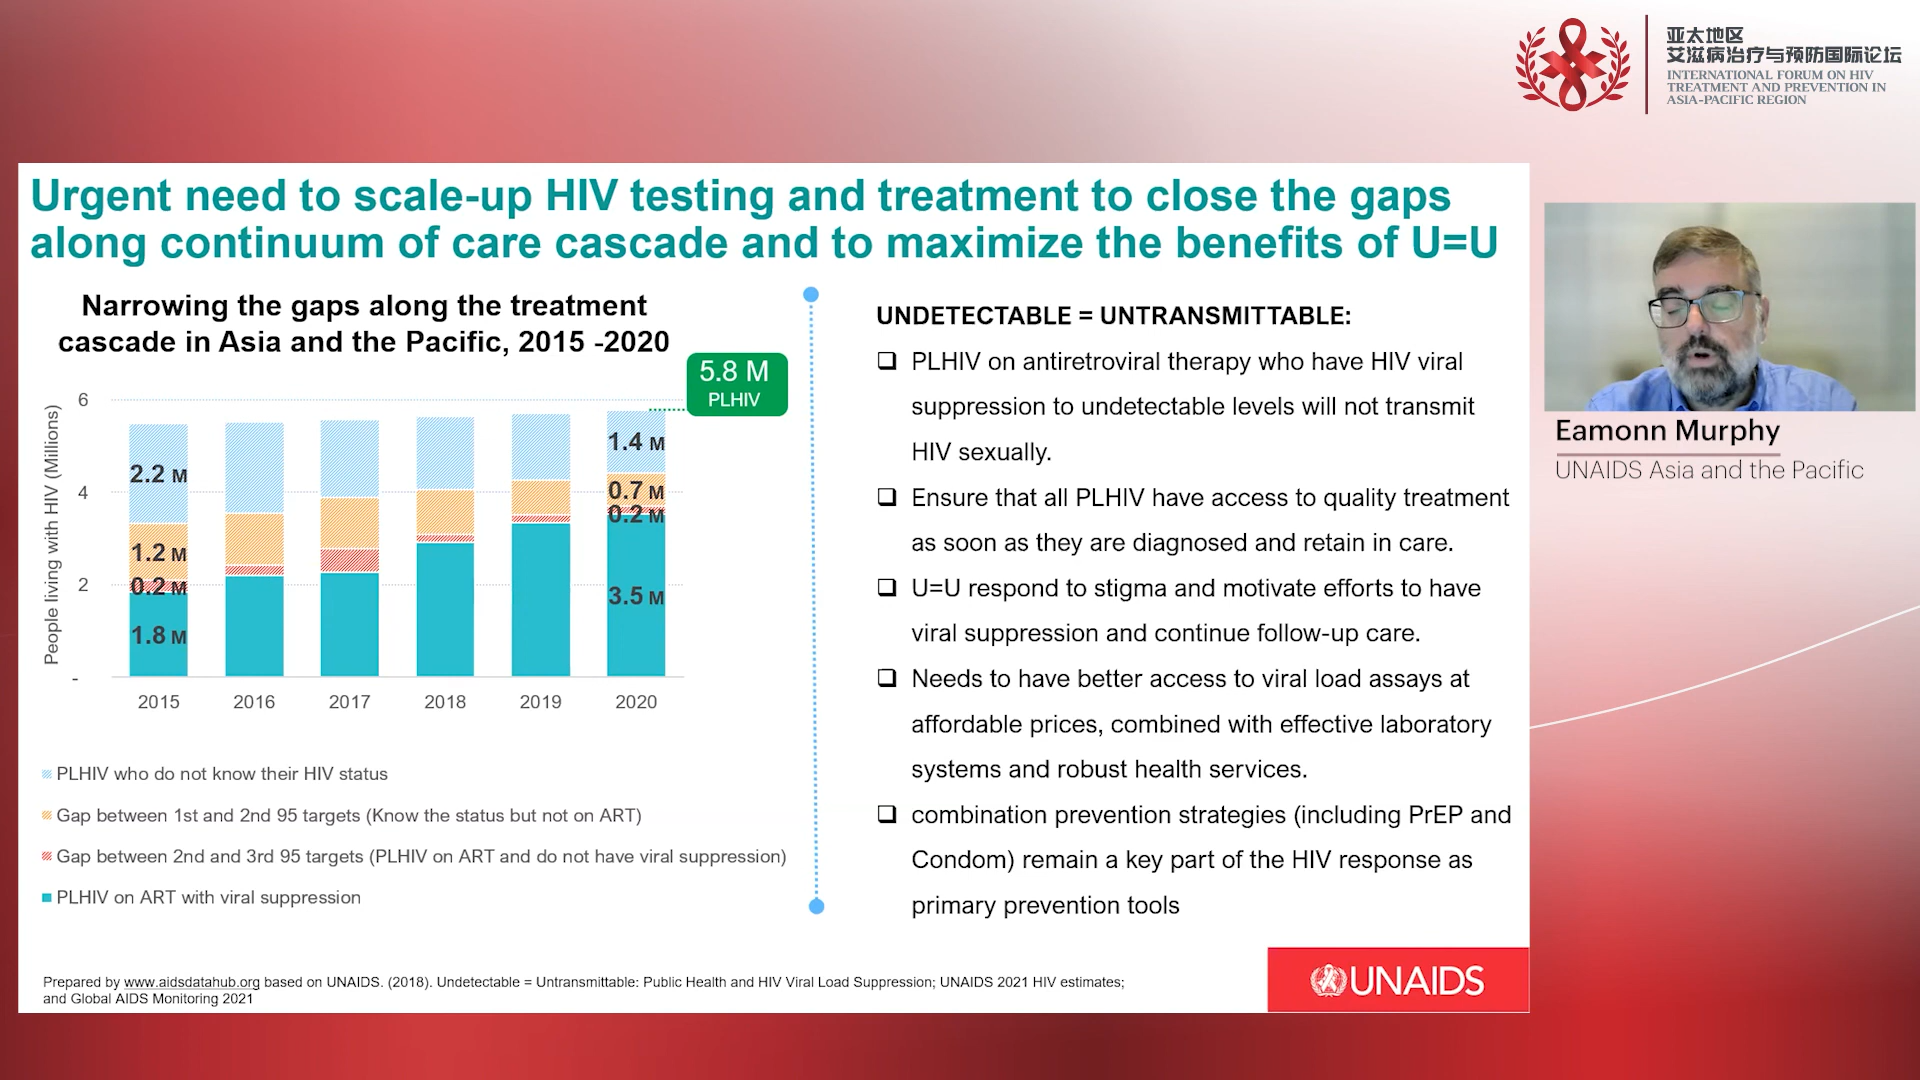 亚太地区
艾滋病治疗与预防国际论坛
INTERNATIONAL FORUM ON HIV
TREATMENT AND PREVENTION IN
ASIA-PACIFIC REGION
Urgent need to scale-up HIV testing and treatment to close the gaps
along continuum of care cascade and to maximize the benefits of U=U
Narrowing the gaps along the treatment
cascade in Asia and the Pacific, 2015 -2020
5.8 M
PLHIV
People living with HIV (Millions)
6
4
2
-
2.2 M
1.2 M
0.2 M
1.8 M
1.4 M
0.7 M
0.2 M
3.5 M
2015 2016 2017 2018 2019 2020
PLHIV who do not know their HIV status
Gap between 1st and 2nd 95 targets (Know the status but not on ART)
Gap between 2nd and 3rd 95 targets (PLHIV on ART and do not have viral suppression)
PLHIV on ART with viral suppression
UNDETECTABLE = UNTRANSMITTABLE:
PLHIV on antiretroviral therapy who have HIV viral
suppression to undetectable levels will not transmit
HIV sexually.
Ensure that all PLHIV have access to quality treatment
as soon as they are diagnosed and retain in care.
U=U respond to stigma and motivate efforts to have
viral suppression and continue follow-up care.
Needs to have better access to viral load assays at
affordable prices, combined with effective laboratory
systems and robust health services.
combination prevention strategies (including PrEP and
Condom) remain a key part of the HIV response as
primary prevention tools
Prepared by www.aidsdatahub.org based on UNAIDS. (2018). Undetectable = Untransmittable: Public Health and HIV Viral Load Suppression; UNAIDS 2021 HIV estimates;
and Global AIDS Monitoring 2021
UNAIDS
Eamonn Murphy
UNAIDS Asia and the Pacific